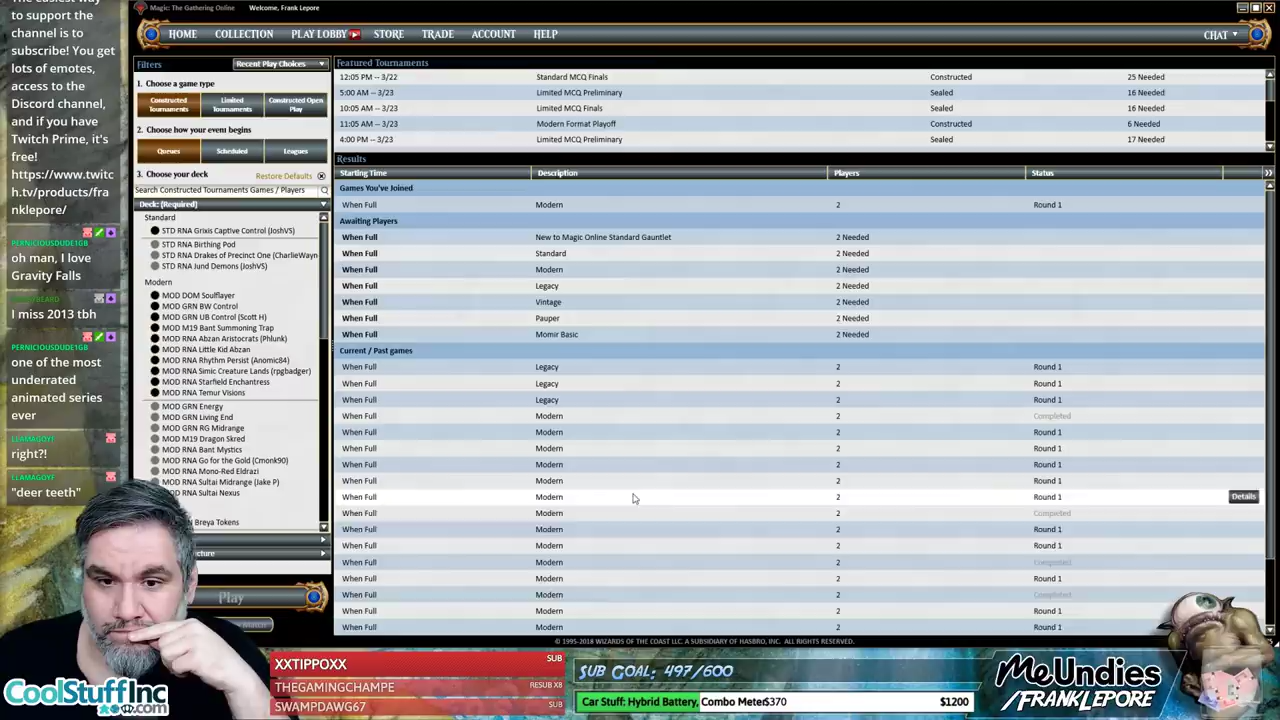 The easiest way
to support the
channel is to
subscribe! You get
lots of emotes,
access to the
Discord channel,
and if you have
Twitch Prime, it's
free!
https://www.twitc
h.tv/products/fra
nklepore/
PERNICIOUSDUDE1GB
oh man, I love
Gravity Falls
I miss 2013 tbh
PERNICIOUSDUDE1GB
one of the most
underrated
animated series
ever
LLAMAGOYF
right?!
LLAMAGOYF
"deer teeth"
Magic: The Gathering Online
Welcome, Frank Lepore
HOME COLLECTION PLAY LOBBY STORE TRADE ACCOUNT HELP
CHAT
Filters
Recent Play Choices
1. Choose a game type
Constructed Tournaments
Limited Tournaments
Constructed Open Play
2. Choose how your event begins
Queues Scheduled Leagues
3. Choose your deck
Restore Defaults
Search Constructed Tournaments Games / Players
Deck: (Required)
Standard
STD RNA Grixis Captive Control (JoshVS)
STD RNA Birthing Pod
STD RNA Drakes of Precinct One (CharlieWayn
STD RNA Jund Demons (JoshVS)
Modern
MOD DOM Soulflayer
MOD GRN BW Control
MOD GRN UB Control (Scott H)
MOD M19 Bant Summoning Trap
MOD RNA Abzan Aristocrats (Phlunk)
MOD RNA Little Kid Abzan
MOD RNA Rhythm Persist (Anomic84)
MOD RNA Simic Creature Lands (rpgbadger)
MOD RNA Starfield Enchantress
MOD RNA Temur Visions
MOD GRN Energy
MOD GRN Living End
MOD GRN RG Midrange
MOD M19 Dragon Skred
MOD RNA Bant Mystics
MOD RNA Go for the Gold (Cmonk90)
MOD RNA Mono-Red Eldrazi
MOD RNA Sultai Midrange (Jake P)
MOD RNA Sultai Nexus
N Breya Tokens
cture
Play
Match
Featured Tournaments
12:05 PM -- 3/22 Standard MCQ Finals Constructed 25 Needed
5:00 AM -- 3/23 Limited MCQ Preliminary Sealed 16 Needed
10:05 AM -- 3/23 Limited MCQ Finals Sealed 16 Needed
11:05 AM -- 3/23 Modern Format Playoff Constructed 6 Needed
4:00 PM -- 3/23 Limited MCQ Preliminary Sealed 17 Needed
Results
Starting Time Description Players Status
Games You've Joined
When Full Modern 2 Round 1
Awaiting Players
When Full New to Magic Online Standard Gauntlet 2 Needed
When Full Standard 2 Needed
When Full Modern 2 Needed
When Full Legacy 2 Needed
When Full Vintage 2 Needed
When Full Pauper 2 Needed
When Full Momir Basic 2 Needed
Current / Past games
When Full Legacy 2 Round 1
When Full Legacy 2 Round 1
When Full Legacy 2 Round 1
When Full Modern 2 Completed
When Full Modern 2 Round 1
When Full Modern 2 Round 1
When Full Modern 2 Round 1
When Full Modern 2 Round 1
When Full Modern 2 Round 1 Details
When Full Modern 2 Completed
When Full Modern 2 Round 1
When Full Modern 2 Round 1
When Full Modern 2 Completed
When Full Modern 2 Round 1
When Full Modern 2 Completed
When Full Modern 2 Round 1
When Full Modern 2 Round 1
© 1995-2018 WIZARDS OF THE COAST LLC. A SUBSIDIARY OF HASBRO, INC. ALL RIGHTS RESERVED.
XXTIPPOXX SUB
THEGAMINGCHAMPE RESUB X8
SWAMPDAWG67 SUB
SUB GOAL: 497/600
Car Stuff: Hybrid Battery, Combo Meter $370 $1200
MeUndies
/FRANKLEPORE
CoolStuffInc
.com